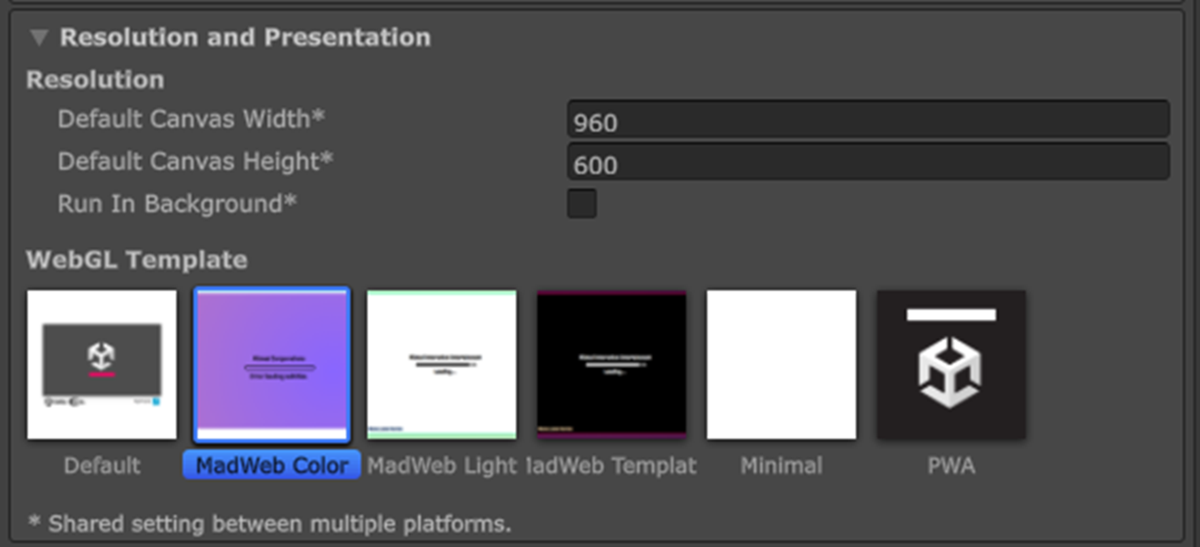 Resolution and Presentation
Resolution
Default Canvas Width* 960
Default Canvas Height* 600
Run In Background*
WebGL Template
Default MadWeb Color MadWeb Light adWeb Templat Minimal PWA
* Shared setting between multiple platforms.